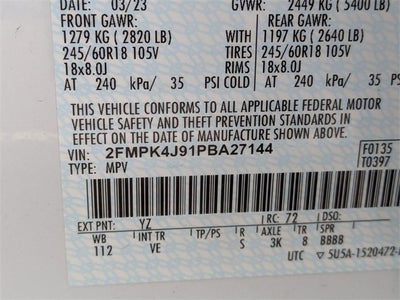 DATE: 03/23 GVWR: 2449 KG ( 5400 LB)
FRONT GAWR: REAR GAWR:
1279 KG ( 2820 LB) 1197 KG ( 2640 LB)
245/60R18 105V TIRES 245/60R18 105V
18x8.0J RIMS 18x8.0J
AT 240 kPa/ 35 PSI COLD AT 240 kPa/ 35 PSI
THIS VEHICLE CONFORMS TO ALL APPLICABLE FEDERAL MOTOR
VEHICLE SAFETY AND THEFT PREVENTION STANDARDS IN
EFFECT ON THE DATE OF MANUFACTURE SHOWN ABOVE.
VIN: 2FMPK4J91PBA27144 F0135
TYPE: MPV T0397
EXT PNT: YZ RC: 72 DSO:
WB INT TR TP/PS R AXLE TR SPR
112 VE S 3K 8 BBBB
UTC ▽ 5U5A-1520472-